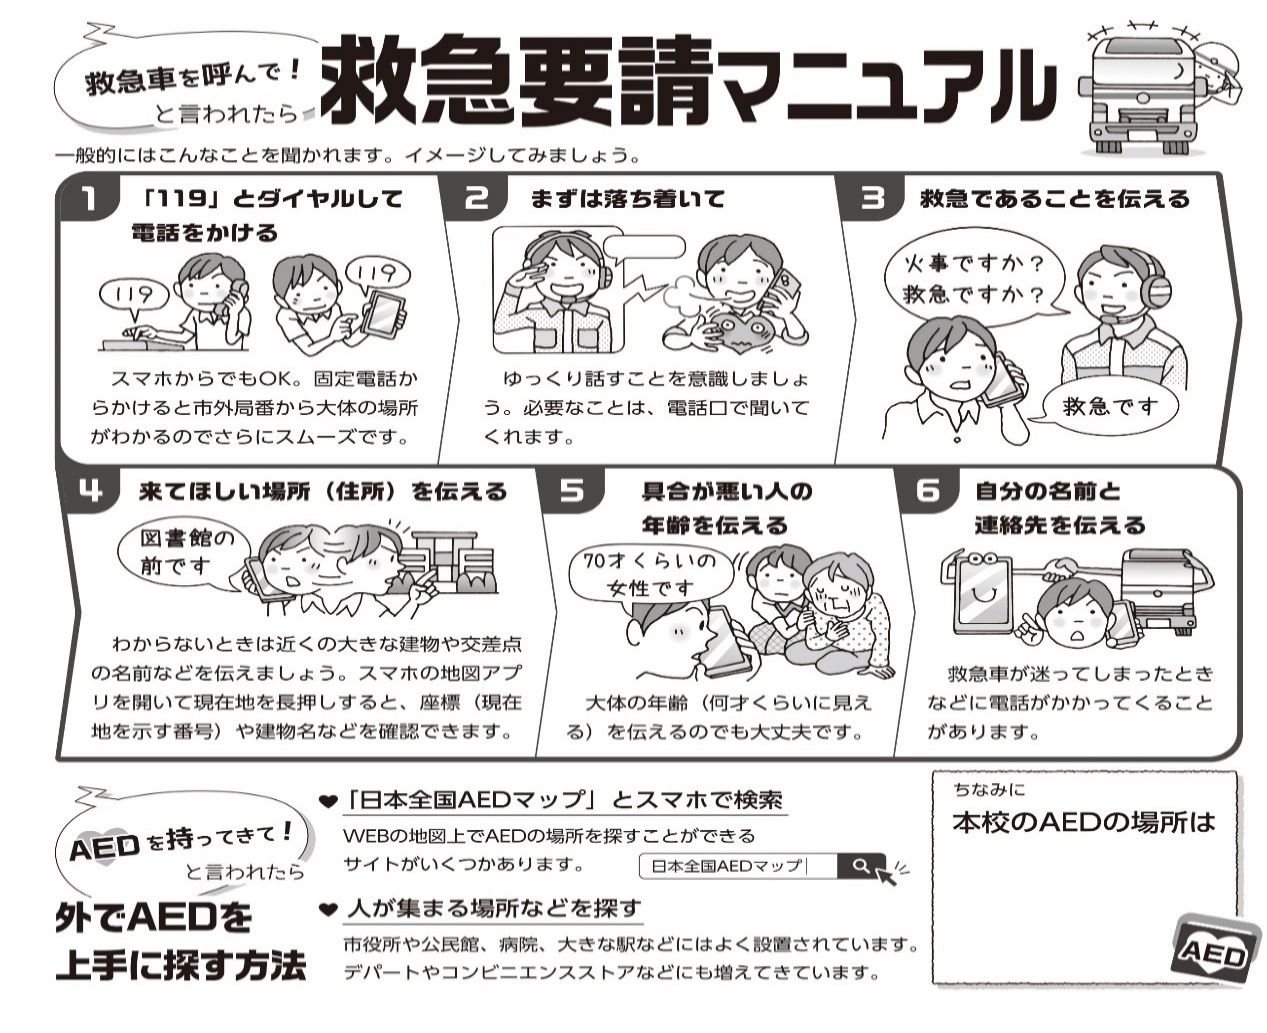 救急車を呼んで！
と言われたら
救急要請マニュアル
一般的にはこんなことを聞かれます。イメージしてみましょう。
1 「119」とダイヤルして
電話をかける
119
119
スマホからでもOK。固定電話か
らかけると市外局番から大体の場所
がわかるのでさらにスムーズです。
2 まずは落ち着いて
ゆっくり話すことを意識しましょ
う。必要なことは、電話口で聞いて
くれます。
3 救急であることを伝える
火事ですか？
救急ですか？
救急です
4 来てほしい場所（住所）を伝える
図書館の
前です
わからないときは近くの大きな建物や交差点
の名前などを伝えましょう。スマホの地図アプ
リを開いて現在地を長押しすると、座標（現在
地を示す番号）や建物名などを確認できます。
5 具合が悪い人の
年齢を伝える
70才くらいの
女性です
大体の年齢（何才くらいに見え
る）を伝えるのでも大丈夫です。
6 自分の名前と
連絡先を伝える
救急車が迷ってしまったとき
などに電話がかかってくること
があります。
AEDを持ってきて！
と言われたら
外でAEDを
上手に探す方法
♥「日本全国AEDマップ」とスマホで検索
WEBの地図上でAEDの場所を探すことができる
サイトがいくつかあります。
日本全国AEDマップ
♥ 人が集まる場所などを探す
市役所や公民館、病院、大きな駅などにはよく設置されています。
デパートやコンビニエンスストアなどにも増えてきています。
ちなみに
本校のAEDの場所は
AED